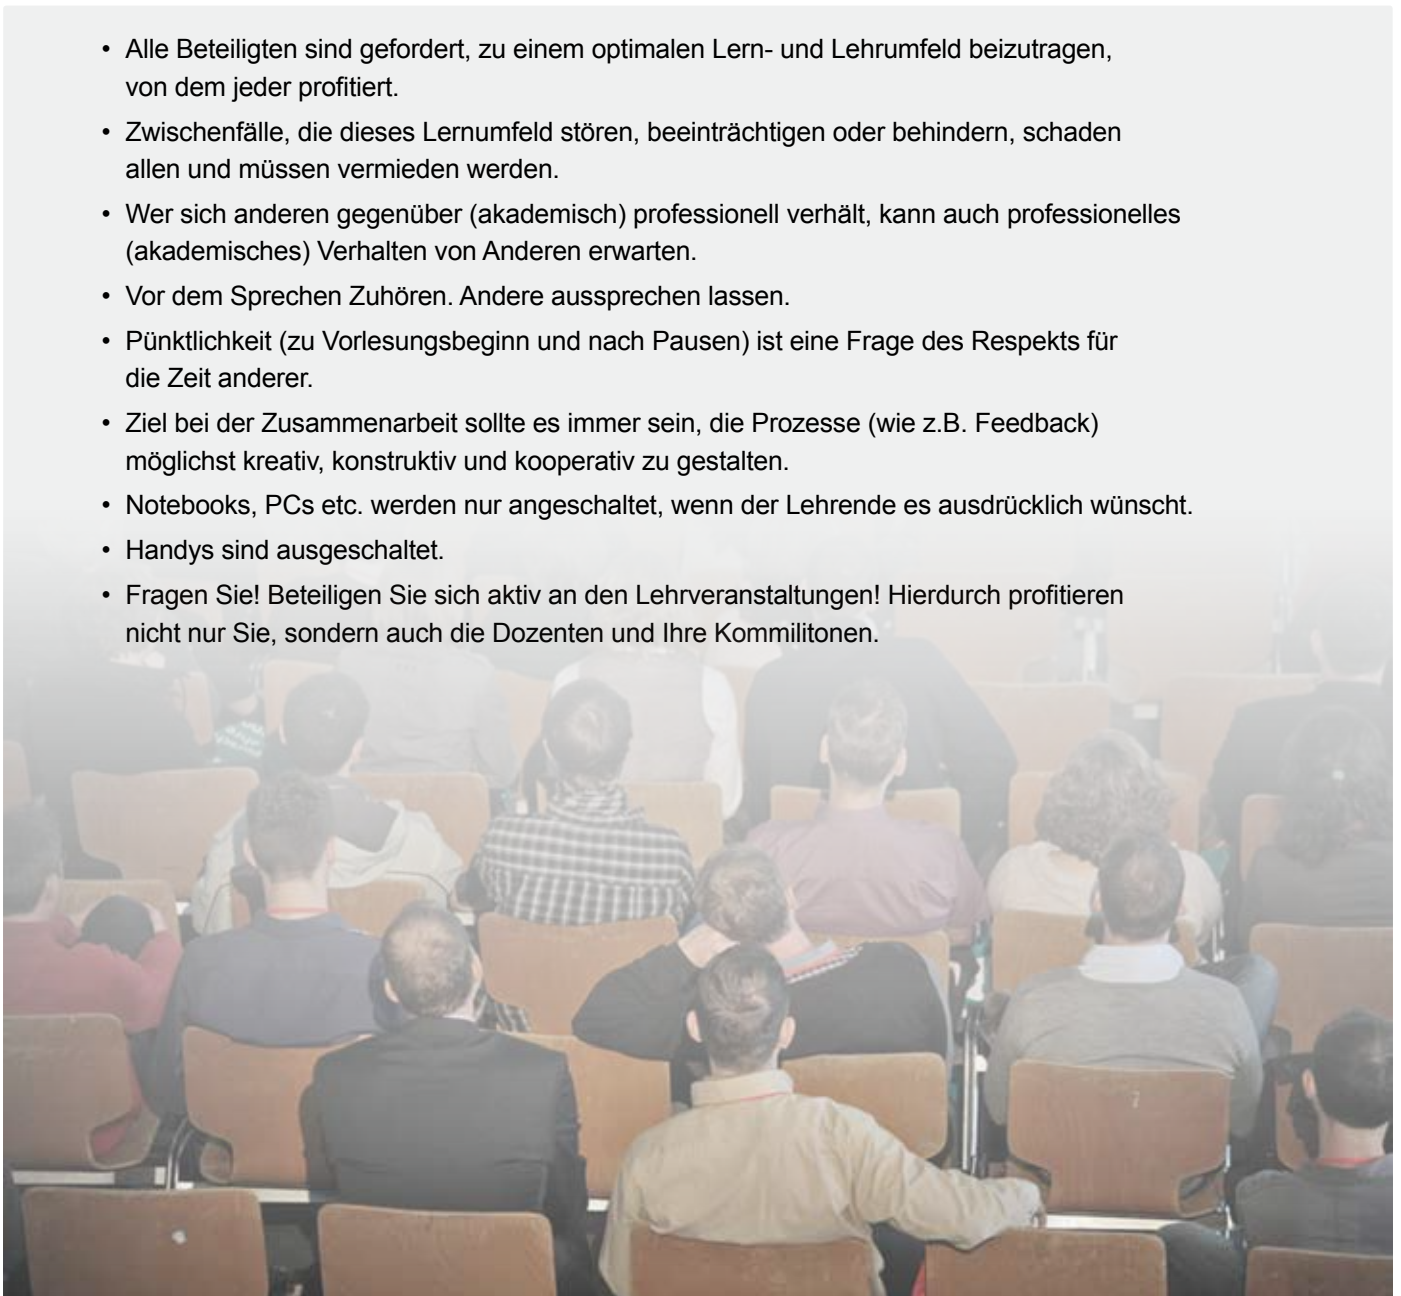 • Alle Beteiligten sind gefordert, zu einem optimalen Lern- und Lehrumfeld beizutragen,
von dem jeder profitiert.
• Zwischenfälle, die dieses Lernumfeld stören, beeinträchtigen oder behindern, schaden
allen und müssen vermieden werden.
• Wer sich anderen gegenüber (akademisch) professionell verhält, kann auch professionelles
(akademisches) Verhalten von Anderen erwarten.
• Vor dem Sprechen Zuhören. Andere aussprechen lassen.
• Pünktlichkeit (zu Vorlesungsbeginn und nach Pausen) ist eine Frage des Respekts für
die Zeit anderer.
• Ziel bei der Zusammenarbeit sollte es immer sein, die Prozesse (wie z.B. Feedback)
möglichst kreativ, konstruktiv und kooperativ zu gestalten.
• Notebooks, PCs etc. werden nur angeschaltet, wenn der Lehrende es ausdrücklich wünscht.
• Handys sind ausgeschaltet.
• Fragen Sie! Beteiligen Sie sich aktiv an den Lehrveranstaltungen! Hierdurch profitieren
nicht nur Sie, sondern auch die Dozenten und Ihre Kommilitonen.